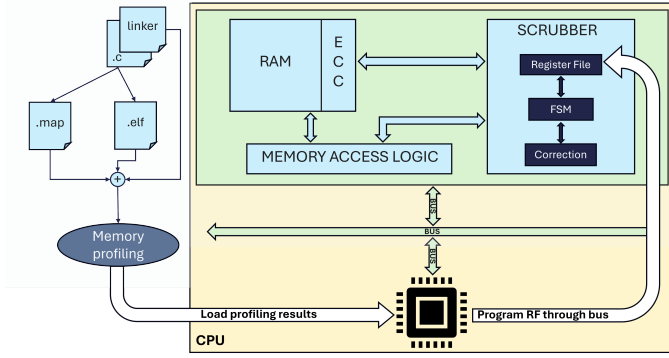 linker
.c
.map
.elf
+
Memory
profiling
RAM
E
C
C
SCRUBBER
Register File
FSM
Correction
MEMORY ACCESS LOGIC
BUS
BUS
BUS
Load profiling results
Program RF through bus
CPU